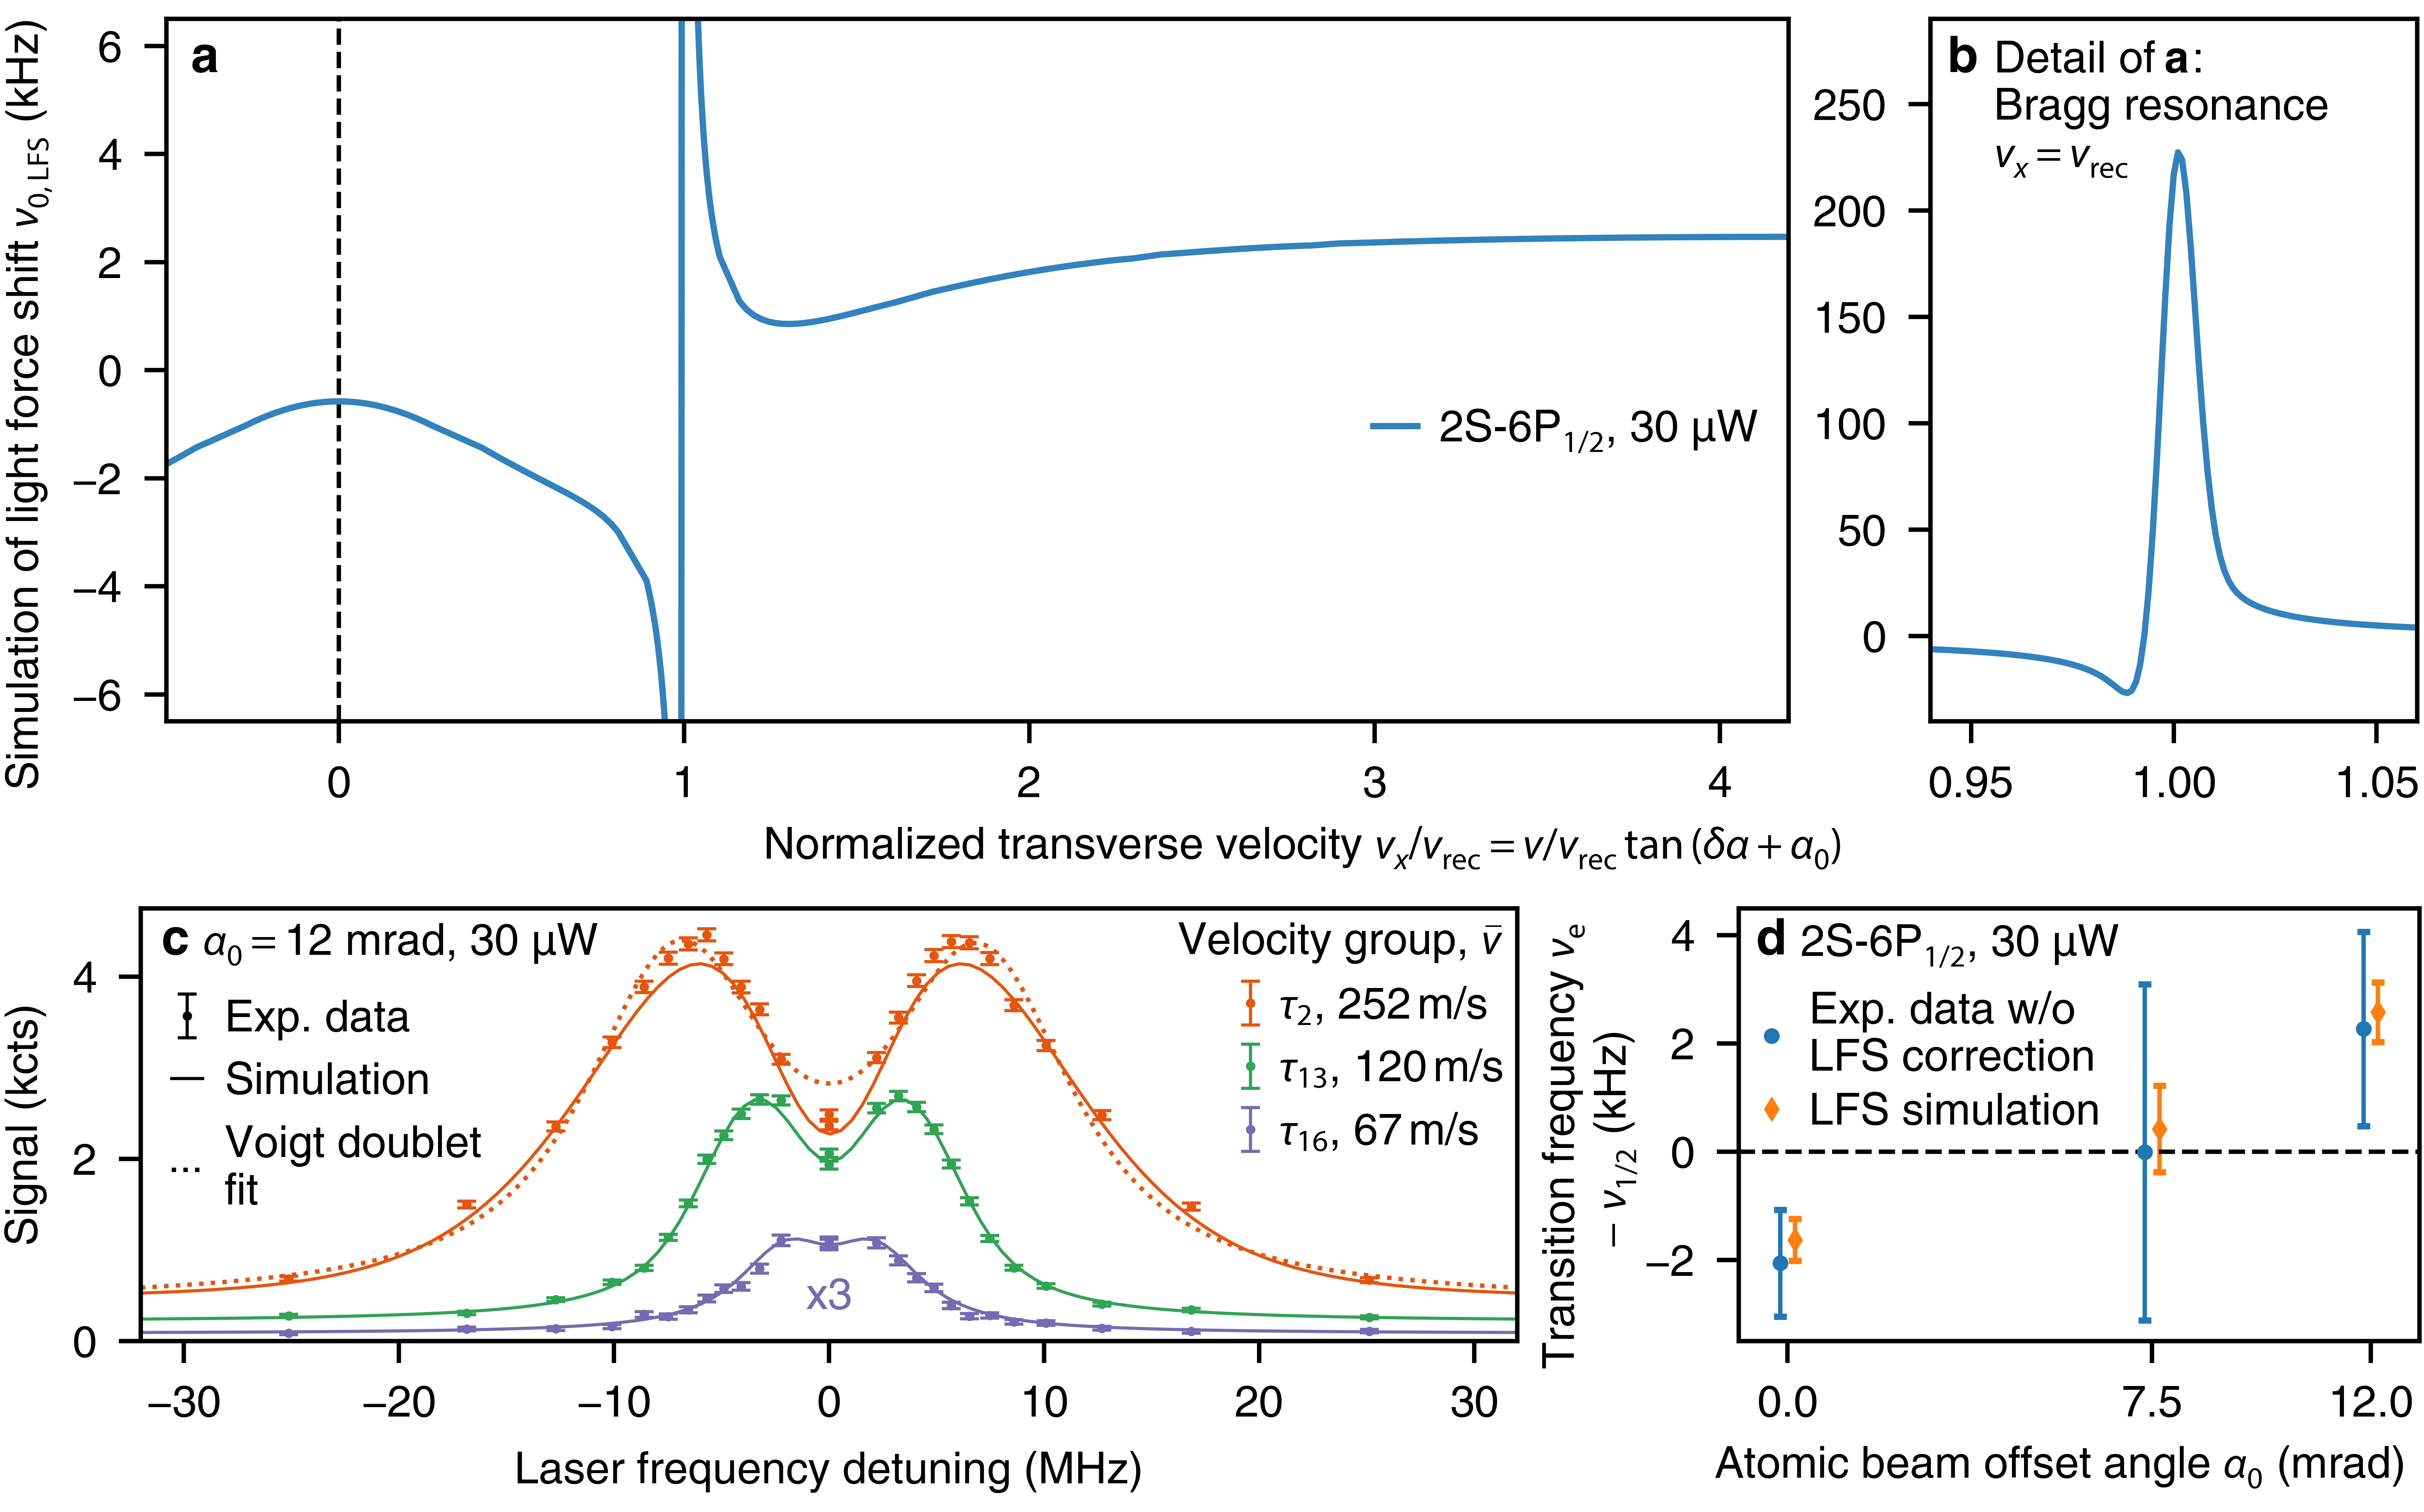 Simulation of light force shift ν0, LFS (kHz)
6
4
2
0
−2
−4
−6
a
2S-6P1/2, 30 μW
0
1
2
3
4
b Detail of a:
Bragg resonance
vx = vrec
250
200
150
100
50
0
0.95
1.00
1.05
Normalized transverse velocity vx/vrec = v/vrec tan (δα + α0)
Signal (kcts)
4
2
0
c α0 = 12 mrad, 30 μW
Exp. data
Simulation
Voigt doublet
fit
Velocity group, v̄
τ2, 252 m/s
τ13, 120 m/s
τ16, 67 m/s
x3
−30
−20
−10
0
10
20
30
Laser frequency detuning (MHz)
Transition frequency νe
− ν1/2 (kHz)
4
2
0
−2
d 2S-6P1/2, 30 μW
Exp. data w/o
LFS correction
LFS simulation
0.0
7.5
12.0
Atomic beam offset angle α0 (mrad)